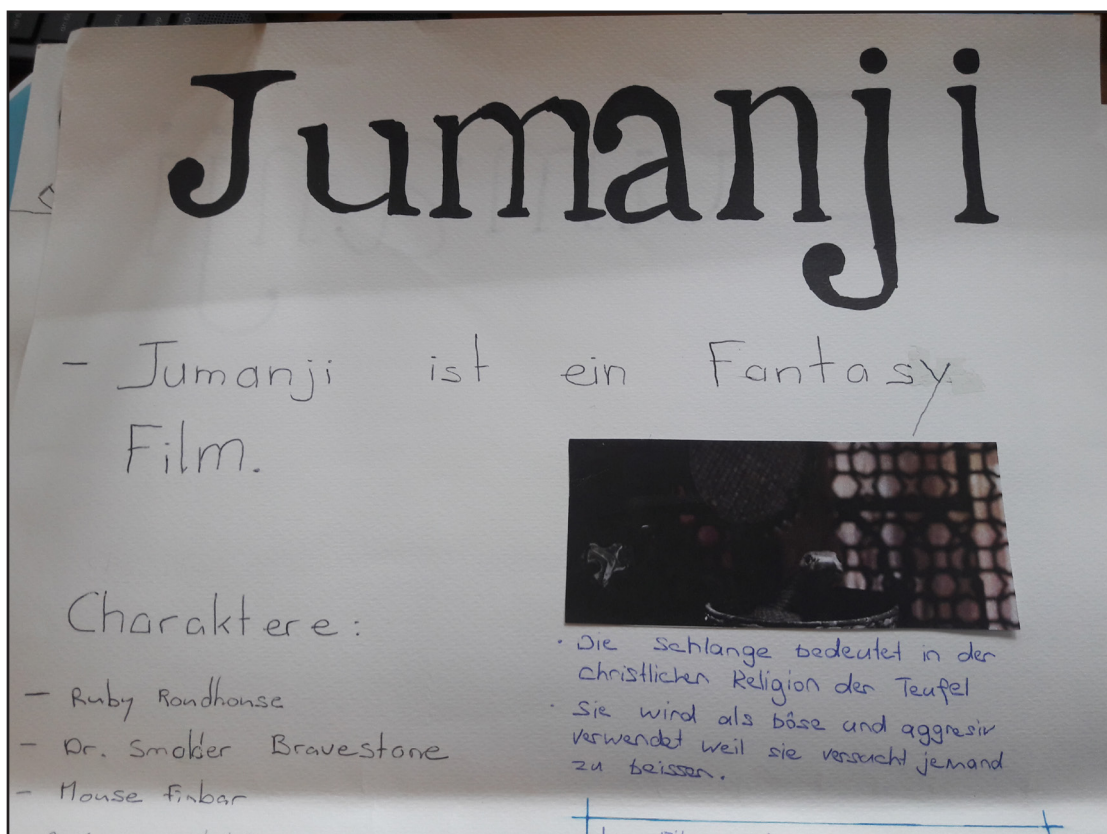 Jumanji
- Jumanji ist ein Fantasy
Film.
Charaktere:
- Ruby Rondhouse
- Dr. Smolder Bravestone
- Mouse Finbar
· Die Schlange bedeutet in der
christlichen Religion der Teufel
· Sie wird als böse und aggresiv
verwendet weil sie versucht jemand
zu beissen.